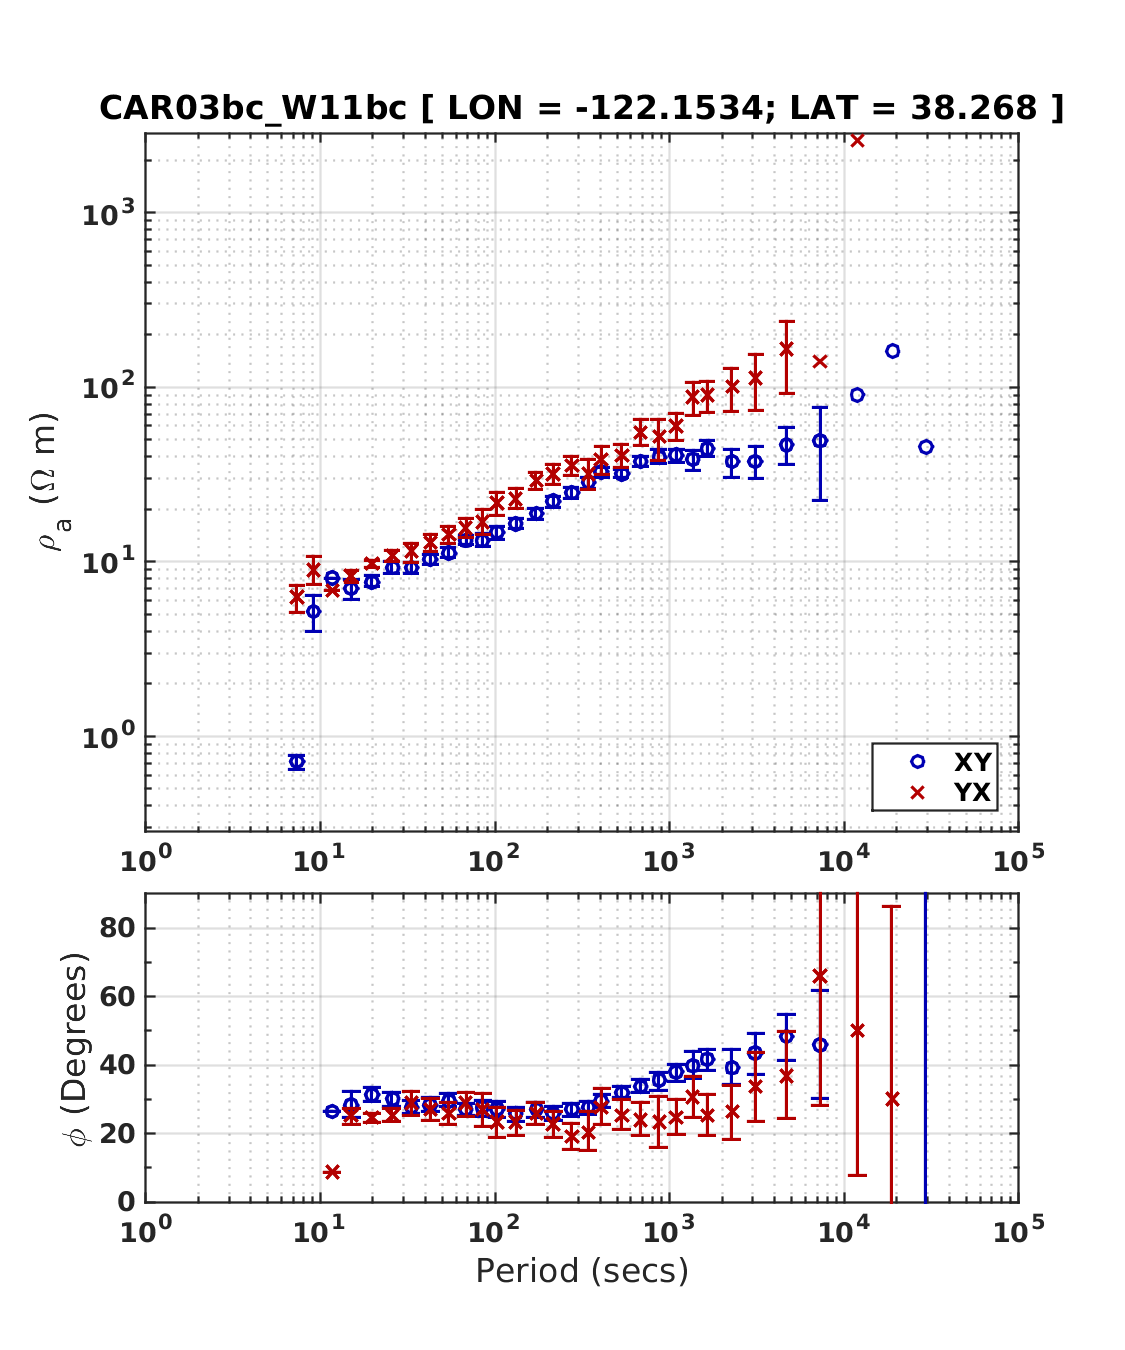 CAR03bc_W11bc [ LON = -122.1534; LAT = 38.268 ]
10³
10²
10¹
10⁰
ρ a (Ω m)
XY
YX
10⁰ 10¹ 10² 10³ 10⁴ 10⁵
80
60
40
20
0
ϕ (Degrees)
10⁰ 10¹ 10² 10³ 10⁴ 10⁵
Period (secs)